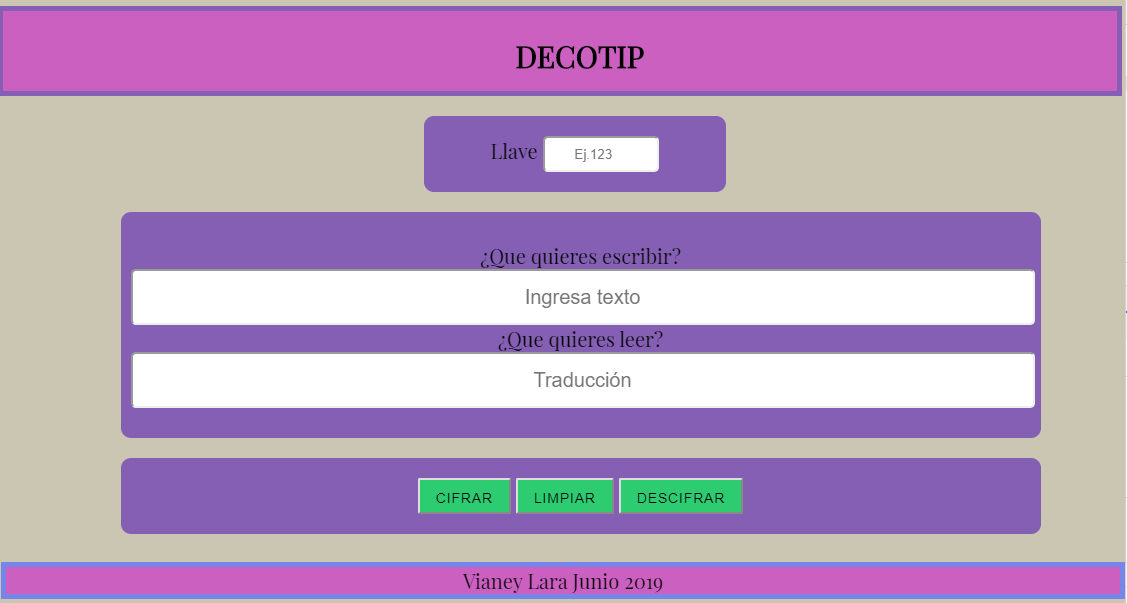 DECOTIP
Llave Ej.123
¿Que quieres escribir?
Ingresa texto
¿Que quieres leer?
Traducción
CIFRAR LIMPIAR DESCIFRAR
Vianey Lara Junio 2019